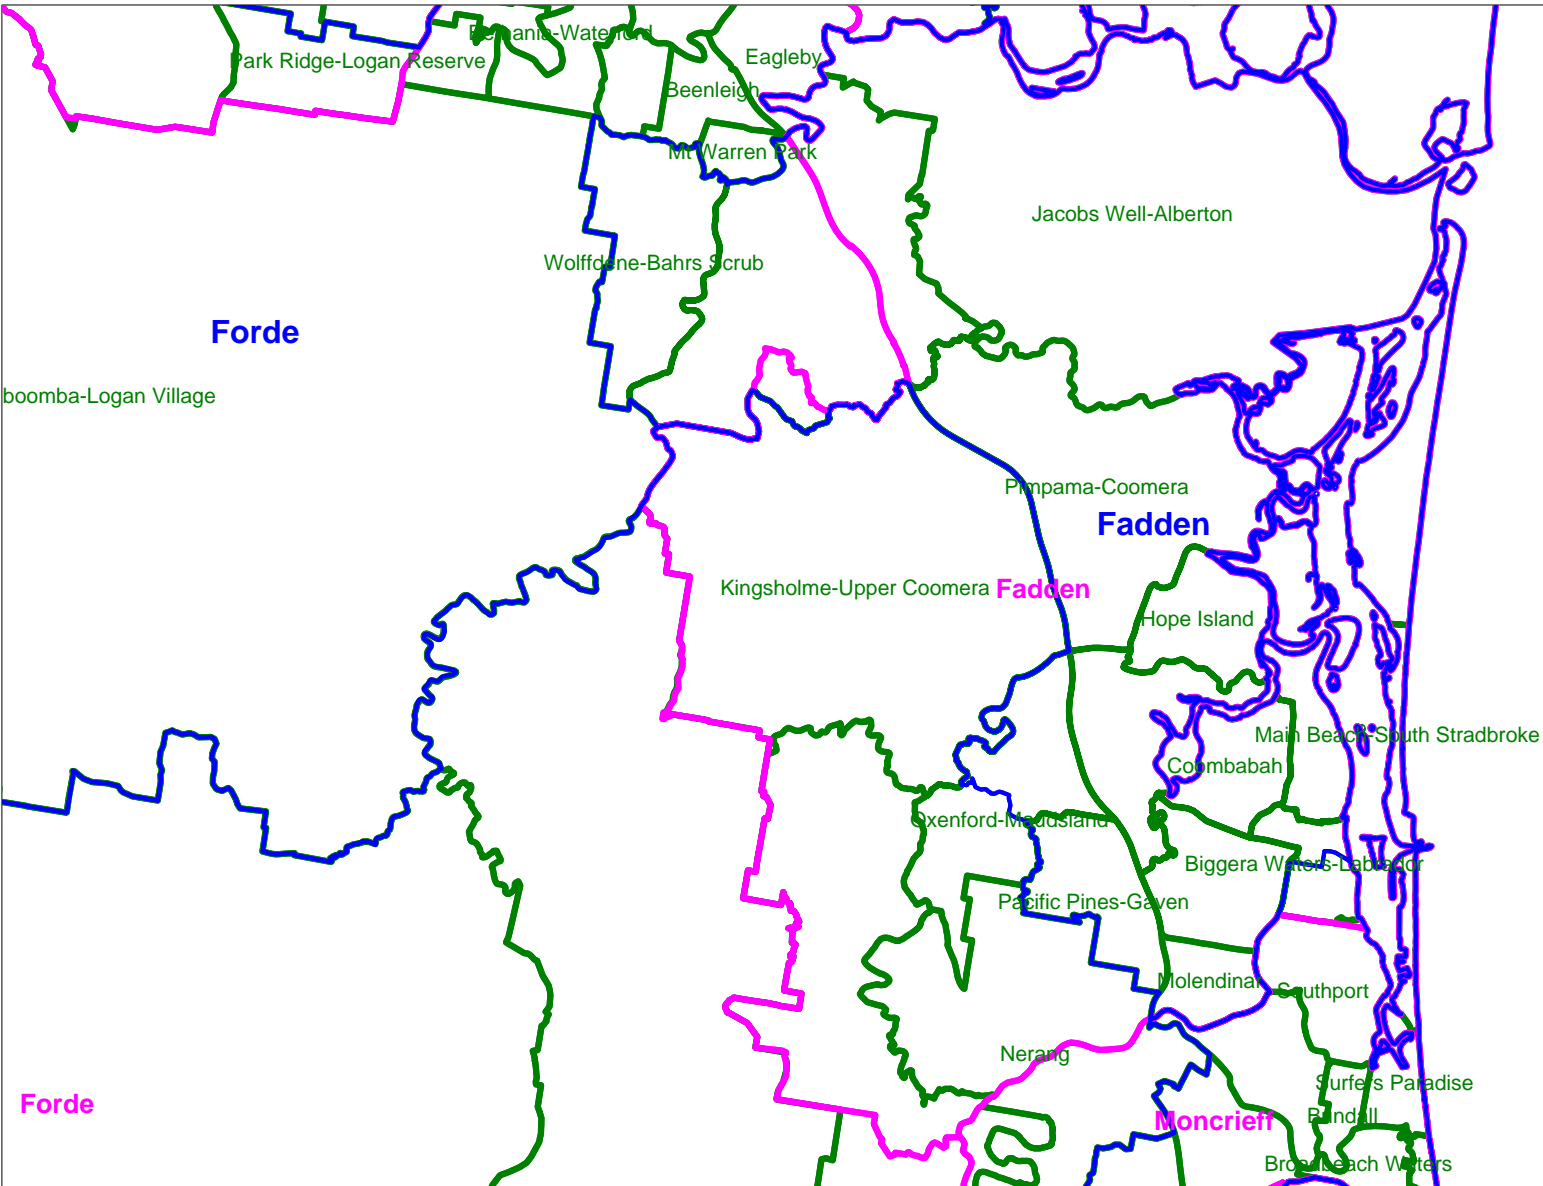 Bethania-Waterford
Park Ridge-Logan Reserve
Eagleby
Beenleigh
Mt Warren Park
Jacobs Well-Alberton
Wolffdene-Bahrs Scrub
Forde
boomba-Logan Village
Pimpama-Coomera
Fadden
Kingsholme-Upper Coomera
Fadden
Hope Island
Main Beach-South Stradbroke
Coombabah
Oxenford-Maudsland
Biggera Waters-Labrador
Pacific Pines-Gaven
Molendinar
Southport
Nerang
Surfers Paradise
Forde
Bundall
Moncrieff
Broadbeach Waters